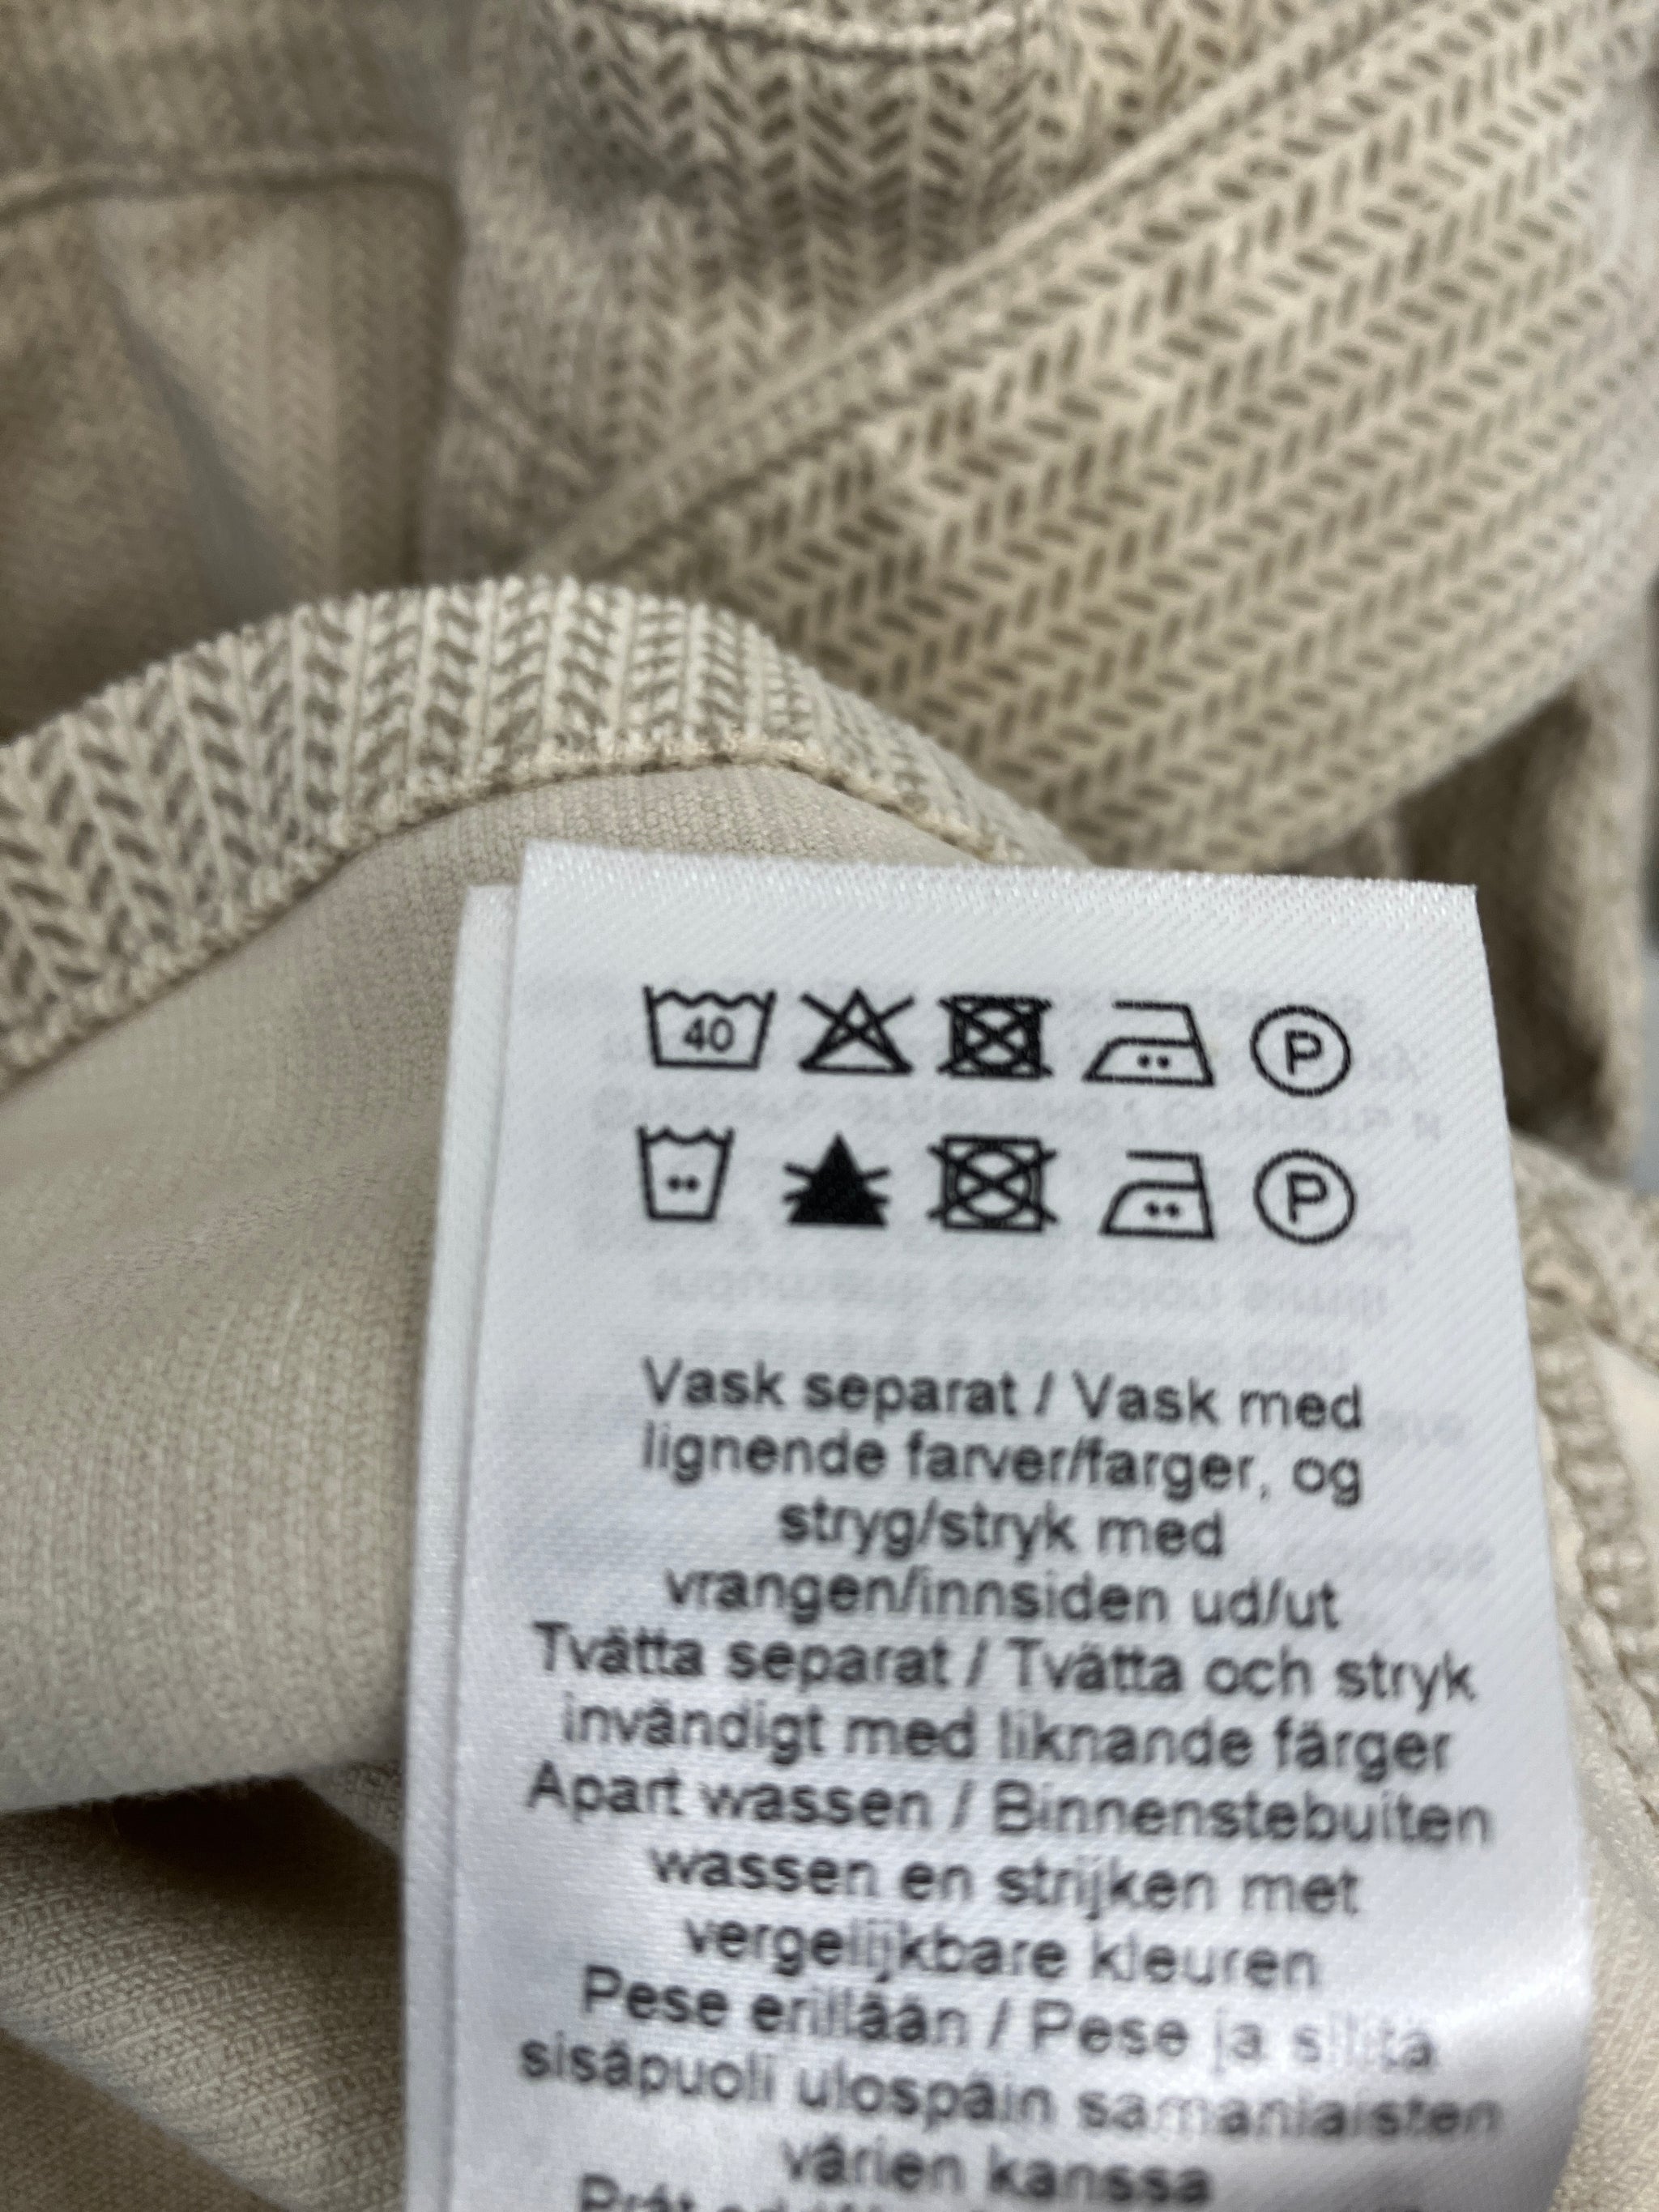 40 P
P
Vask separat / Vask med
lignende farver/farger, og
stryg/stryk med
vrangen/innsiden ud/ut
Tvätta separat / Tvätta och stryk
invändigt med liknande färger
Apart wassen / Binnenstebuiten
wassen en strijken met
vergelijkbare kleuren
Pese erillään / Pese ja silitä
sisäpuoli ulospäin samanlaisten
värien kanssa